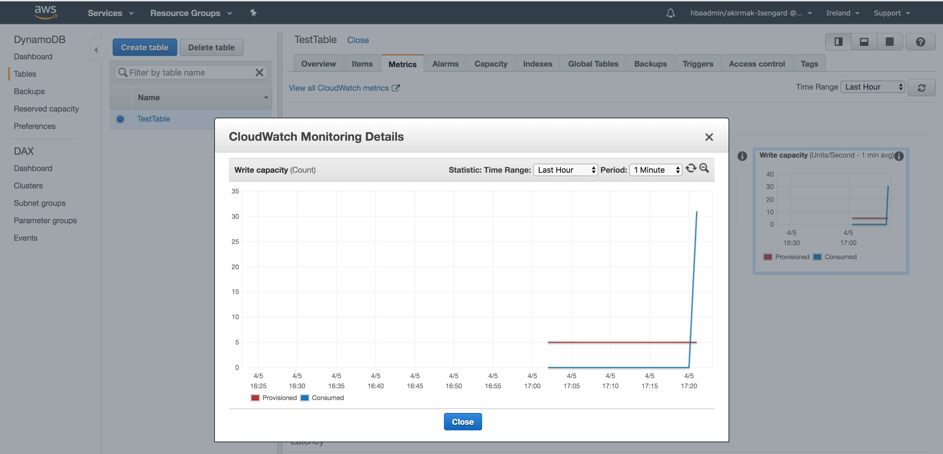 aws
Services
Resource Groups
hbaadmin/akirmak-Isengard @...
Ireland
Support
DynamoDB
Dashboard
Tables
Backups
Reserved capacity
Preferences
DAX
Dashboard
Clusters
Subnet groups
Parameter groups
Events
Create table
Delete table
Filter by table name
Name
TestTable
TestTable Close
Overview Items Metrics Alarms Capacity Indexes Global Tables Backups Triggers Access control Tags
View all CloudWatch metrics
Time Range Last Hour
CloudWatch Monitoring Details
Write capacity (Count)
Statistic: Time Range: Last Hour Period: 1 Minute
35
30
25
20
15
10
5
0
4/5 4/5 4/5 4/5 4/5 4/5 4/5 4/5 4/5 4/5 4/5 4/5
16:25 16:30 16:35 16:40 16:45 16:50 16:55 17:00 17:05 17:10 17:15 17:20
Provisioned Consumed
Close
Write capacity (Units/Second - 1 min avg)
40
30
20
10
0
4/5 4/5
16:30 17:00
Provisioned Consumed
Latency